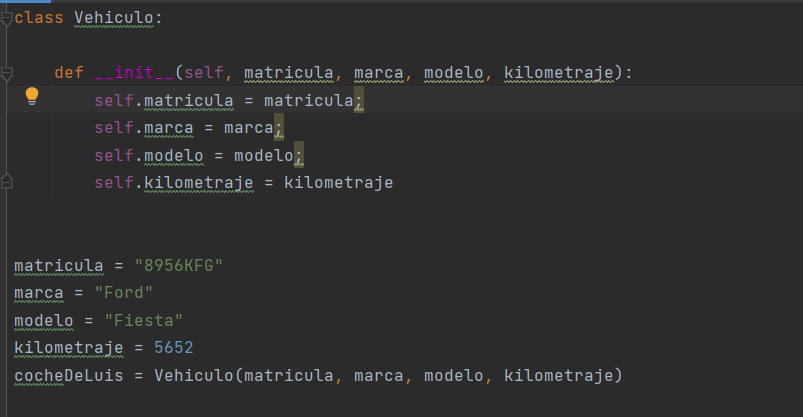 class Vehiculo:
    def __init__(self, matricula, marca, modelo, kilometraje):
        self.matricula = matricula;
        self.marca = marca;
        self.modelo = modelo;
        self.kilometraje = kilometraje
matricula = "8956KFG"
marca = "Ford"
modelo = "Fiesta"
kilometraje = 5652
cocheDeLuis = Vehiculo(matricula, marca, modelo, kilometraje)